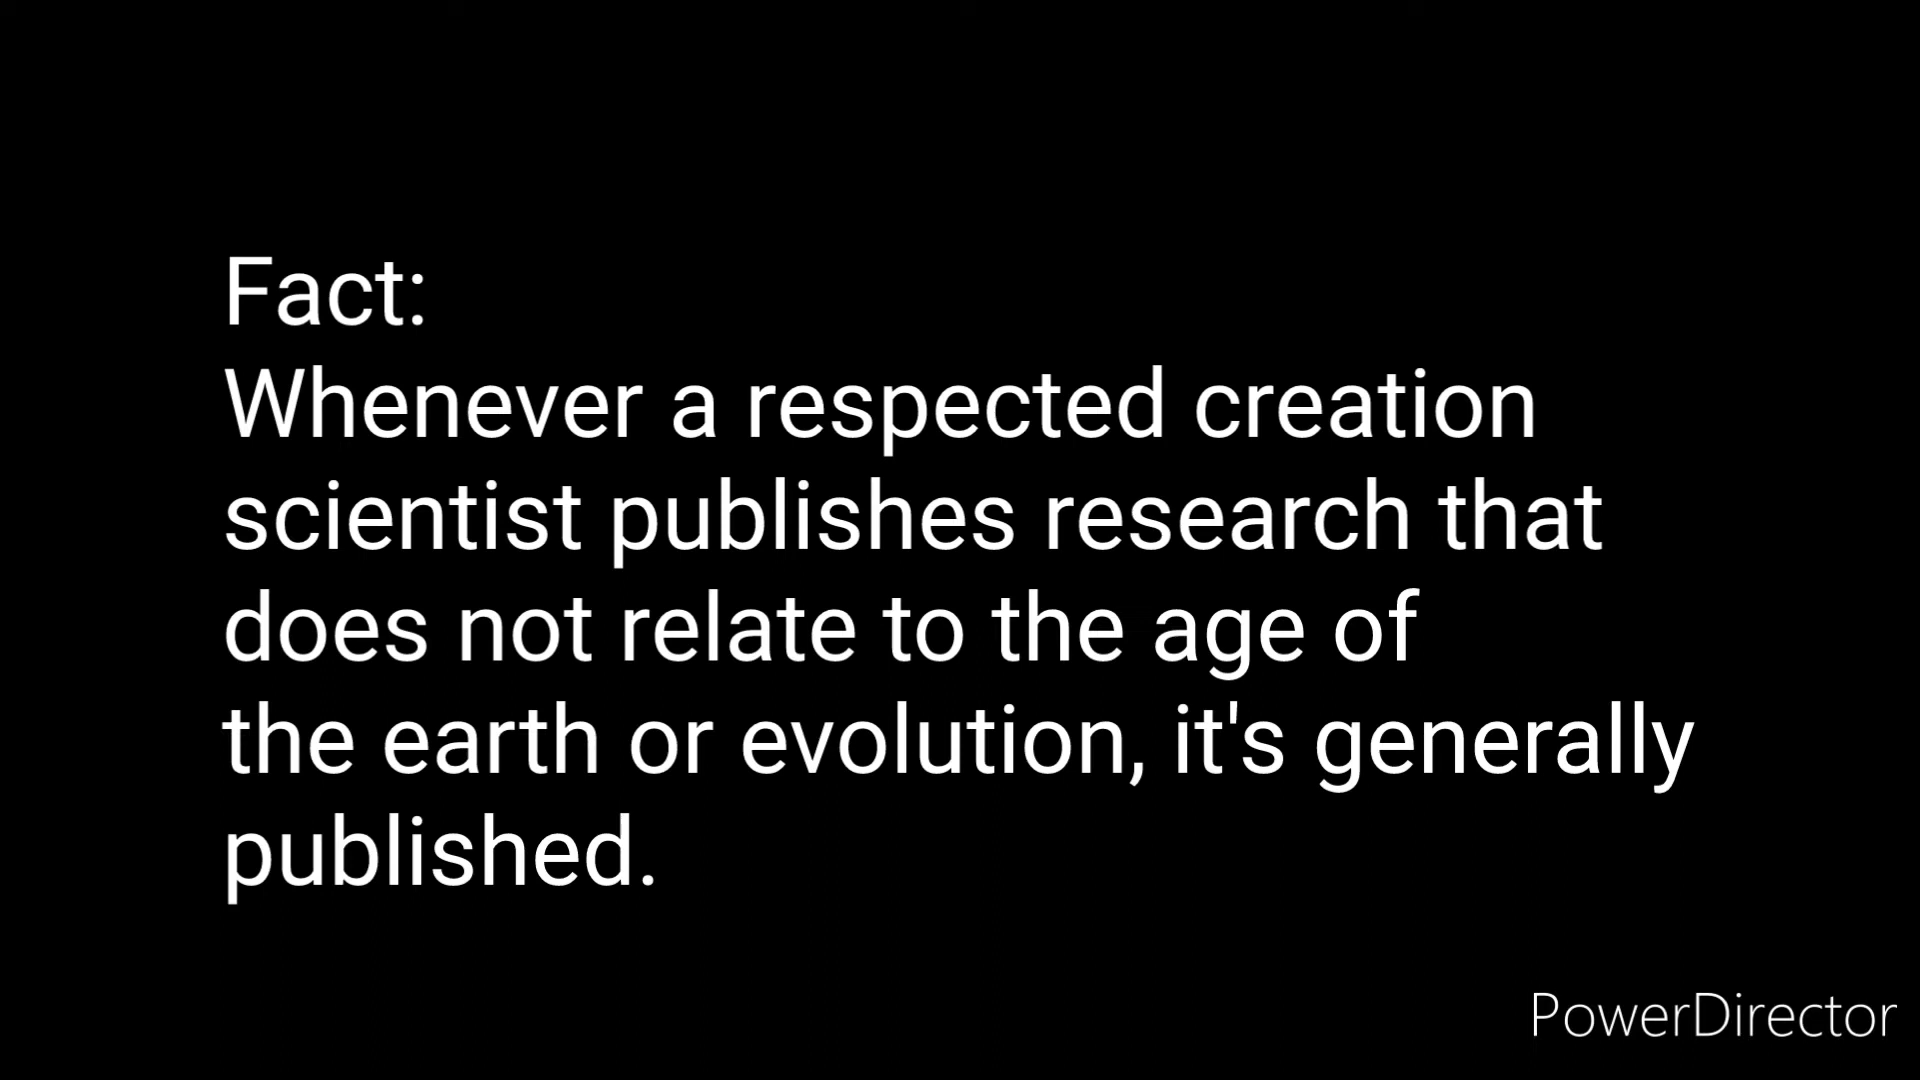 Fact:
Whenever a respected creation
scientist publishes research that
does not relate to the age of
the earth or evolution, it's generally
published.
PowerDirector